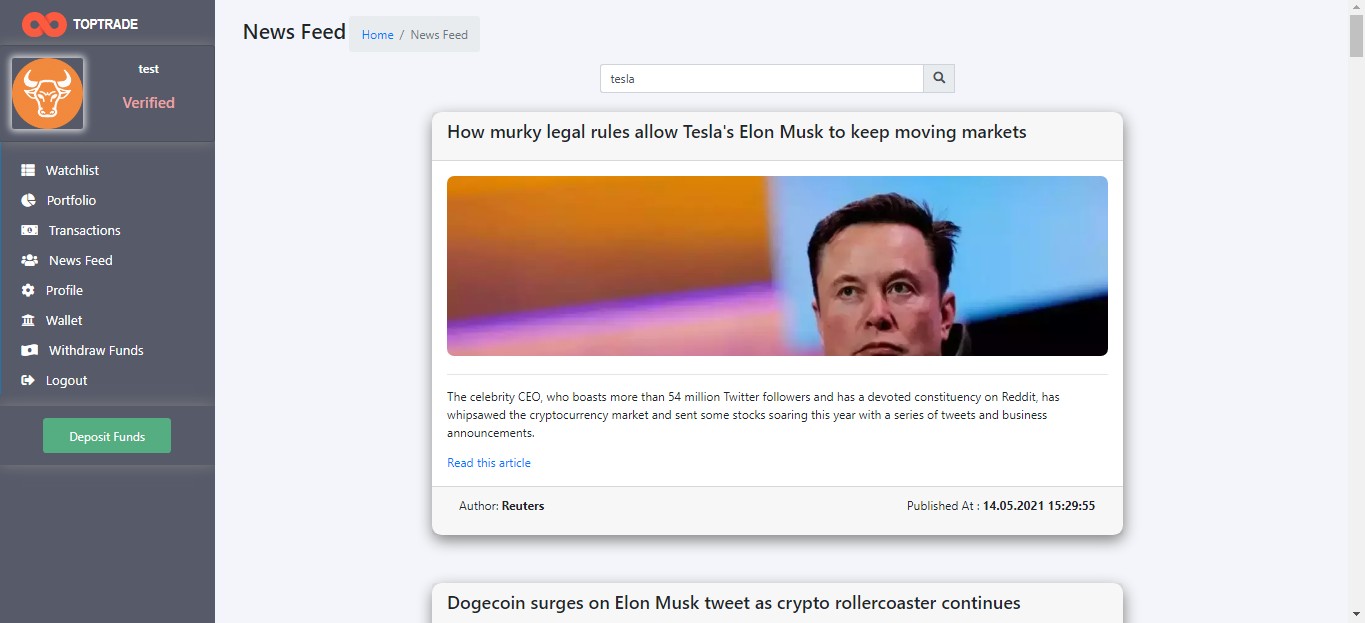 TOPTRADE
test
Verified
Watchlist
Portfolio
Transactions
News Feed
Profile
Wallet
Withdraw Funds
Logout
Deposit Funds
News Feed
Home / News Feed
tesla
How murky legal rules allow Tesla's Elon Musk to keep moving markets
The celebrity CEO, who boasts more than 54 million Twitter followers and has a devoted constituency on Reddit, has
whipsawed the cryptocurrency market and sent some stocks soaring this year with a series of tweets and business
announcements.
Read this article
Author: Reuters
Published At : 14.05.2021 15:29:55
Dogecoin surges on Elon Musk tweet as crypto rollercoaster continues